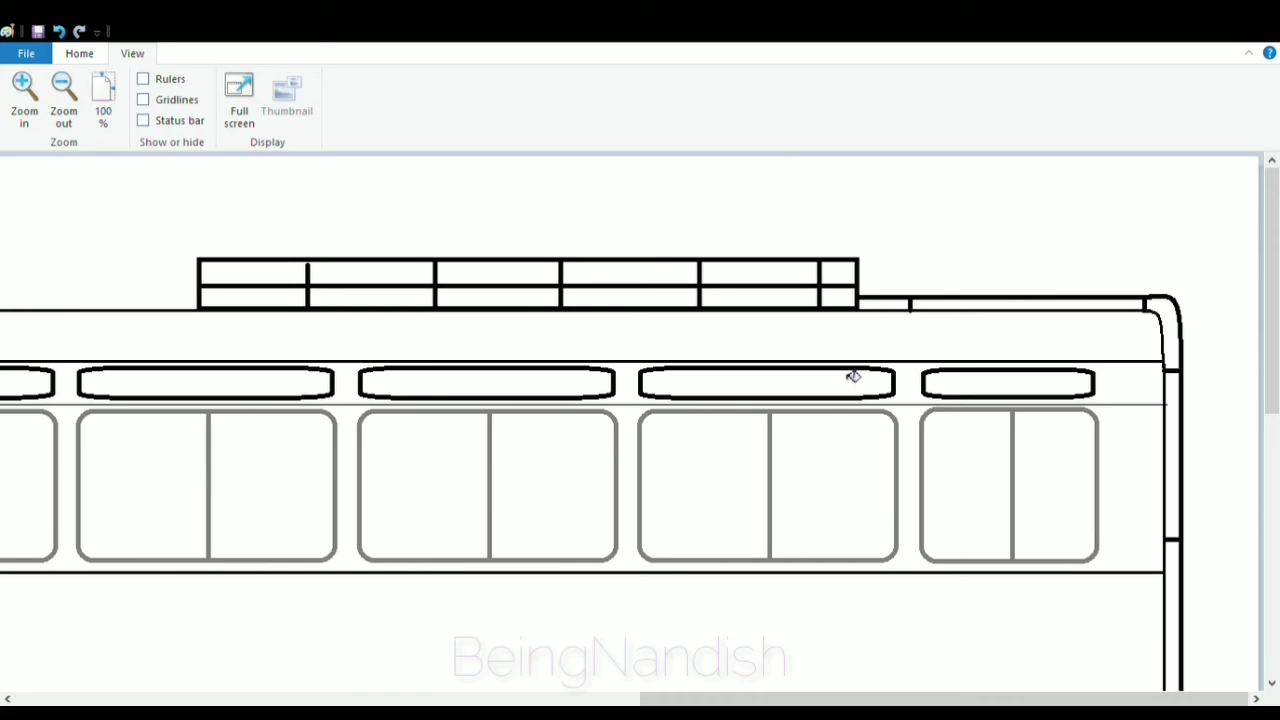 File Home View
Zoom in
Zoom out
100 %
Rulers
Gridlines
Status bar
Full screen
Thumbnail
Zoom
Show or hide
Display
BeingNandish